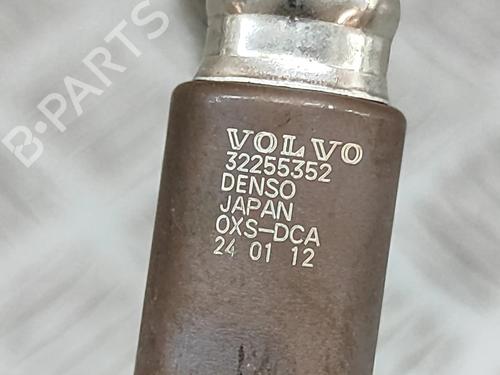 B-PARTS
VOLVO
32255352
DENSO
JAPAN
OXS-DCA
24 01 12